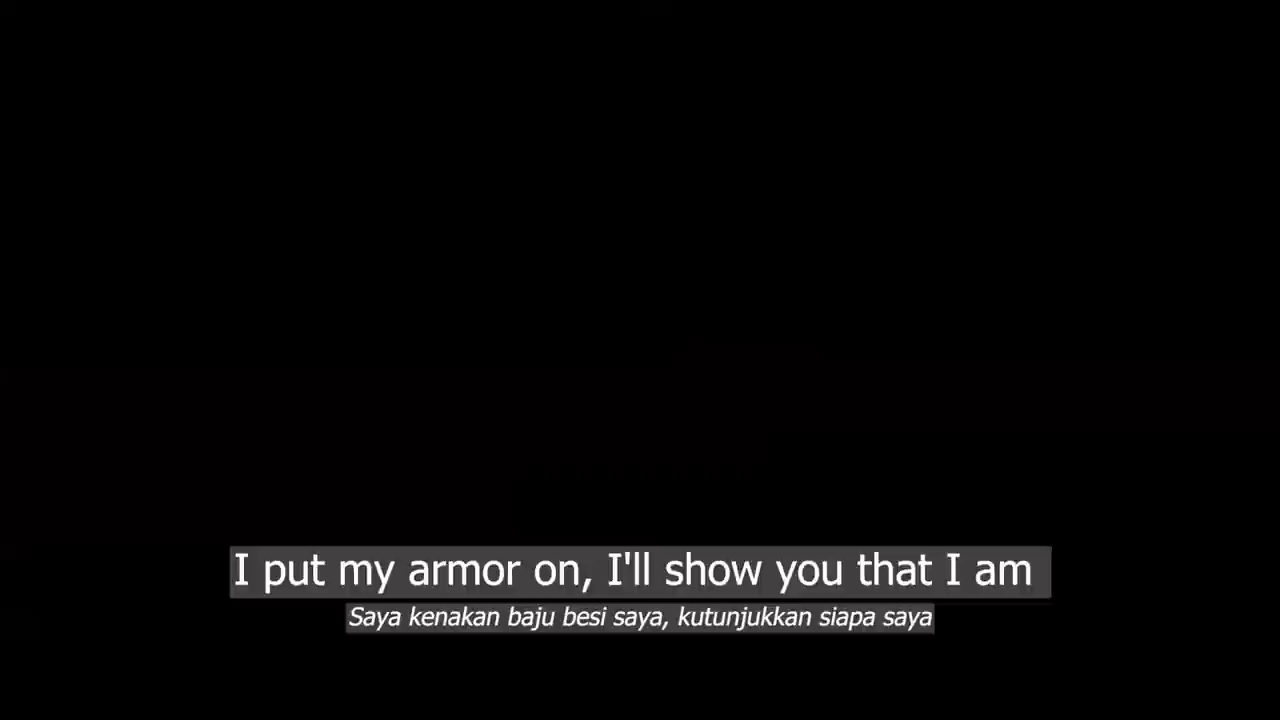 I put my armor on, I'll show you that I am
Saya kenakan baju besi saya, kutunjukkan siapa saya